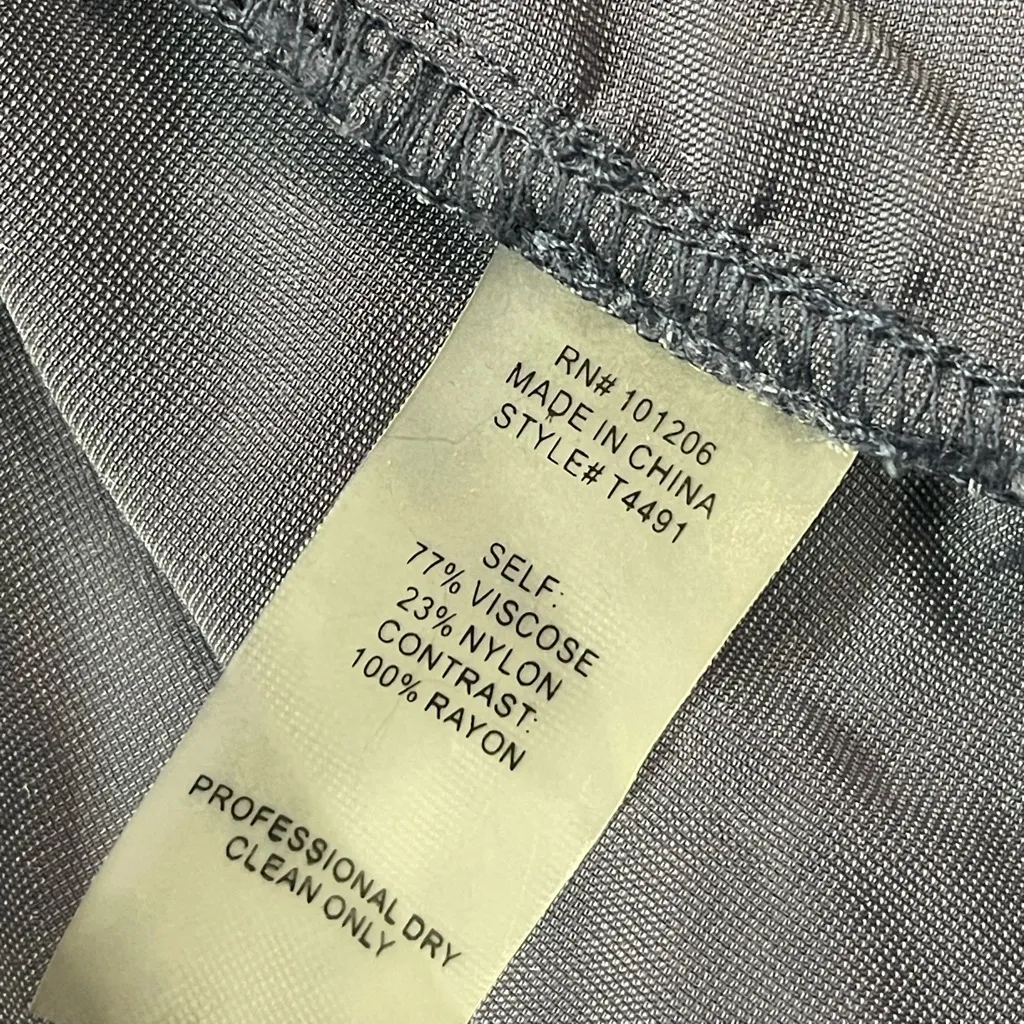 RN# 101206
MADE IN CHINA
STYLE# T4491
SELF:
77% VISCOSE
23% NYLON
CONTRAST:
100% RAYON
PROFESSIONAL DRY
CLEAN ONLY